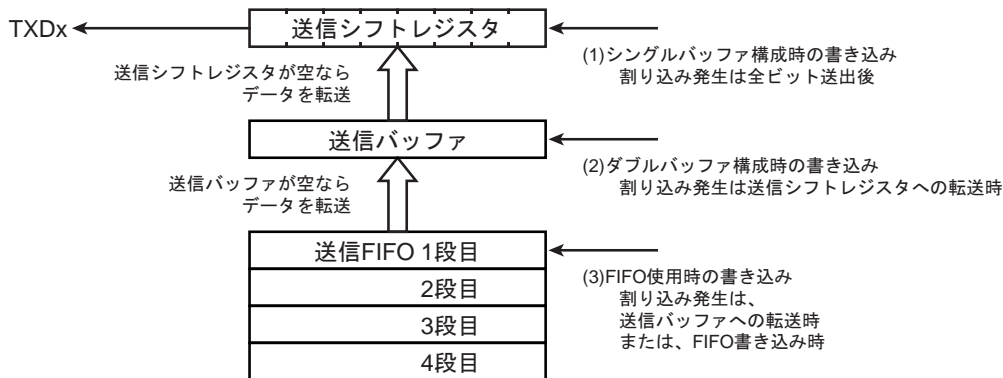 TXDx
送信シフトレジスタ
(1)シングルバッファ構成時の書き込み
割り込み発生は全ビット送出後
送信シフトレジスタが空なら
データを転送
送信バッファ
(2)ダブルバッファ構成時の書き込み
割り込み発生は送信シフトレジスタへの転送時
送信バッファが空なら
データを転送
送信FIFO 1段目
2段目
3段目
4段目
(3)FIFO使用時の書き込み
割り込み発生は、
送信バッファへの転送時
または、FIFO書き込み時